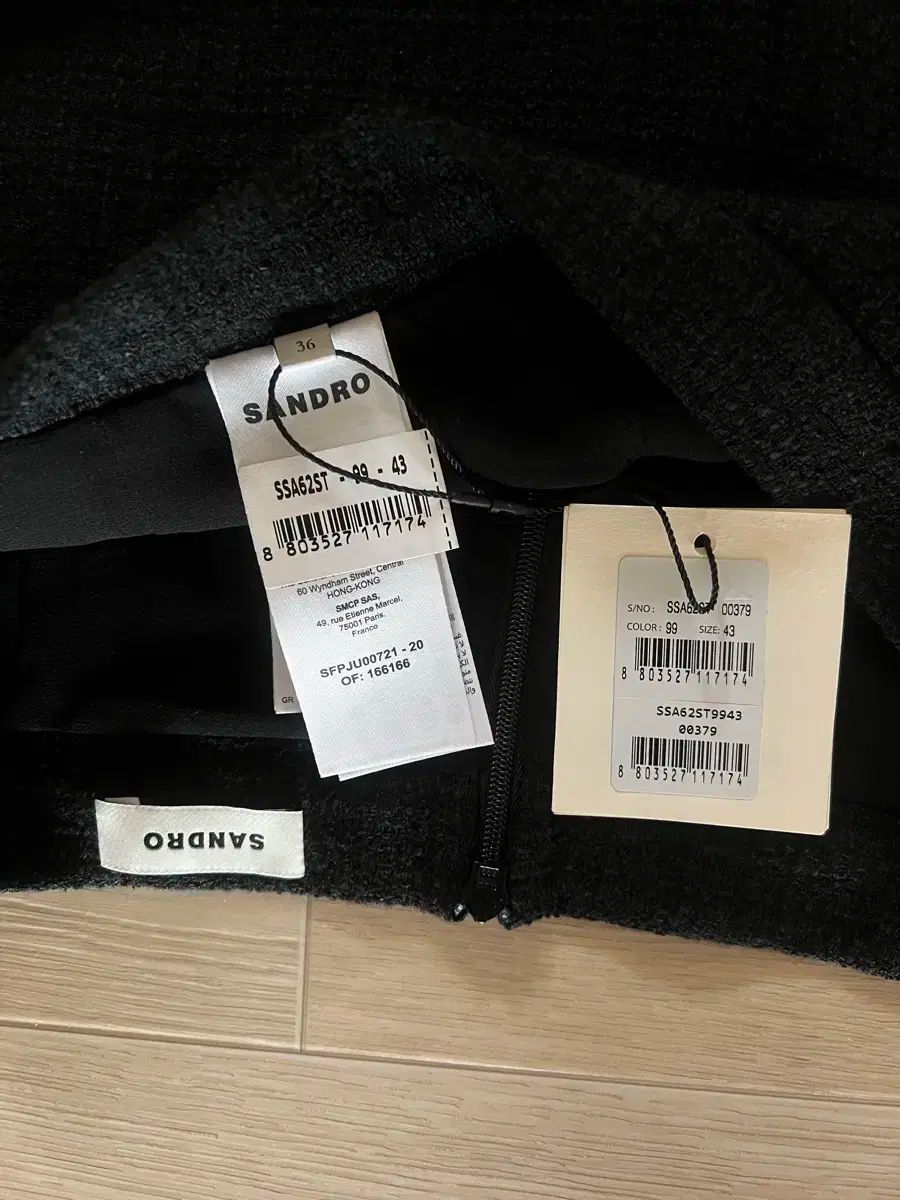 36
SANDRO
SSA62ST - 99 - 43
8 803527 117174
60 Wyndham Street, Central
HONG-KONG
SMCP SAS,
49, rue Etienne Marcel,
75001 Paris.
France
SFPJU00721 - 20
OF: 166166
GR
SANDRO
S/NO: SSA62ST 00379
COLOR: 99 SIZE: 43
8 803527 117174
SSA62ST9943
00379
8 803527 117174